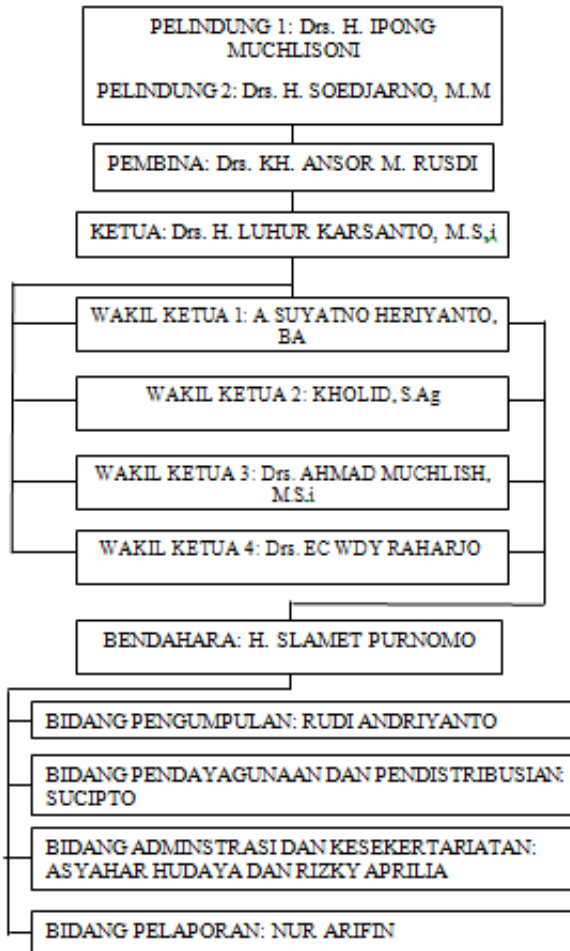 PELINDUNG 1: Drs. H. IPONG
MUCHLISONI
PELINDUNG 2: Drs. H. SOEDJARNO, M.M
PEMBINA: Drs. KH. ANSOR M. RUSDI
KETUA: Drs. H. LUHUR KARSANTO, M.S,i
WAKIL KETUA 1: A. SUYATNO HERIYANTO,
BA
WAKIL KETUA 2: KHOLID, S.Ag
WAKIL KETUA 3: Drs. AHMAD MUCHLISH,
M.S.i
WAKIL KETUA 4: Drs. EC WDY RAHARJO
BENDAHARA: H. SLAMET PURNOMO
BIDANG PENGUMPULAN: RUDI ANDRIYANTO
BIDANG PENDAYAGUNAAN DAN PENDISTRIBUSIAN:
SUCIPTO
BIDANG ADMINSTRASI DAN KESEKERTARIATAN:
ASYAHAR HUDAYA DAN RIZKY APRILIA
BIDANG PELAPORAN: NUR ARIFIN